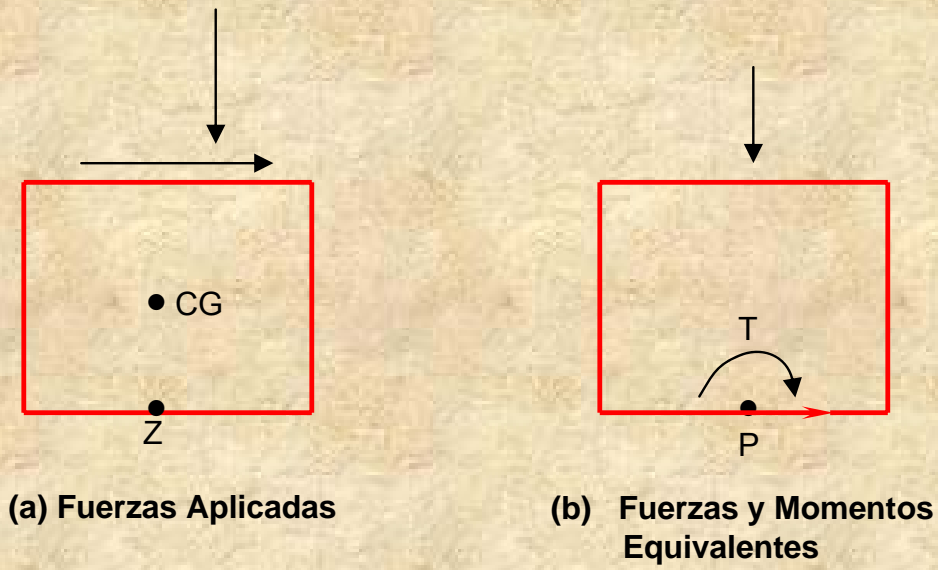 CG
Z
T
P
(a) Fuerzas Aplicadas
(b) Fuerzas y Momentos
Equivalentes